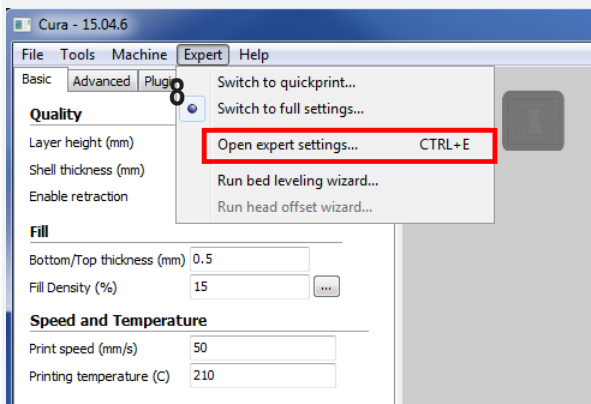 Cura - 15.04.6
File Tools Machine Expert Help
Basic Advanced Plugi
8
Switch to quickprint...
Switch to full settings...
Open expert settings... CTRL+E
Run bed leveling wizard...
Run head offset wizard...
Quality
Layer height (mm)
Shell thickness (mm)
Enable retraction
Fill
Bottom/Top thickness (mm) 0.5
Fill Density (%) 15 ...
Speed and Temperature
Print speed (mm/s) 50
Printing temperature (C) 210